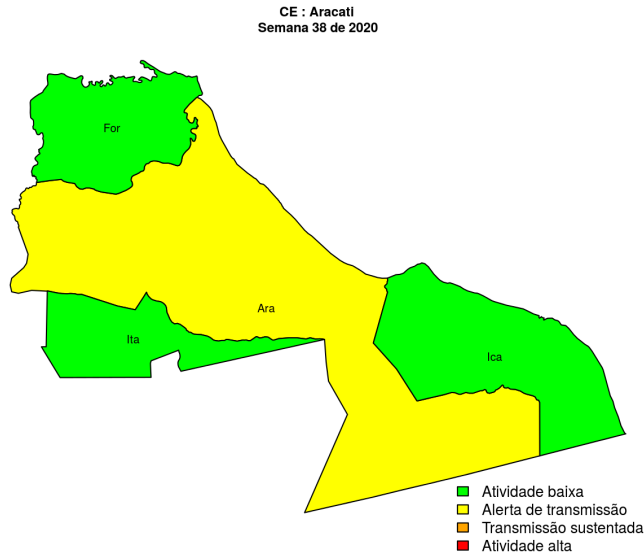 CE : Aracati
Semana 38 de 2020
For
Ara
Ita
Ica
Atividade baixa
Alerta de transmissão
Transmissão sustentada
Atividade alta